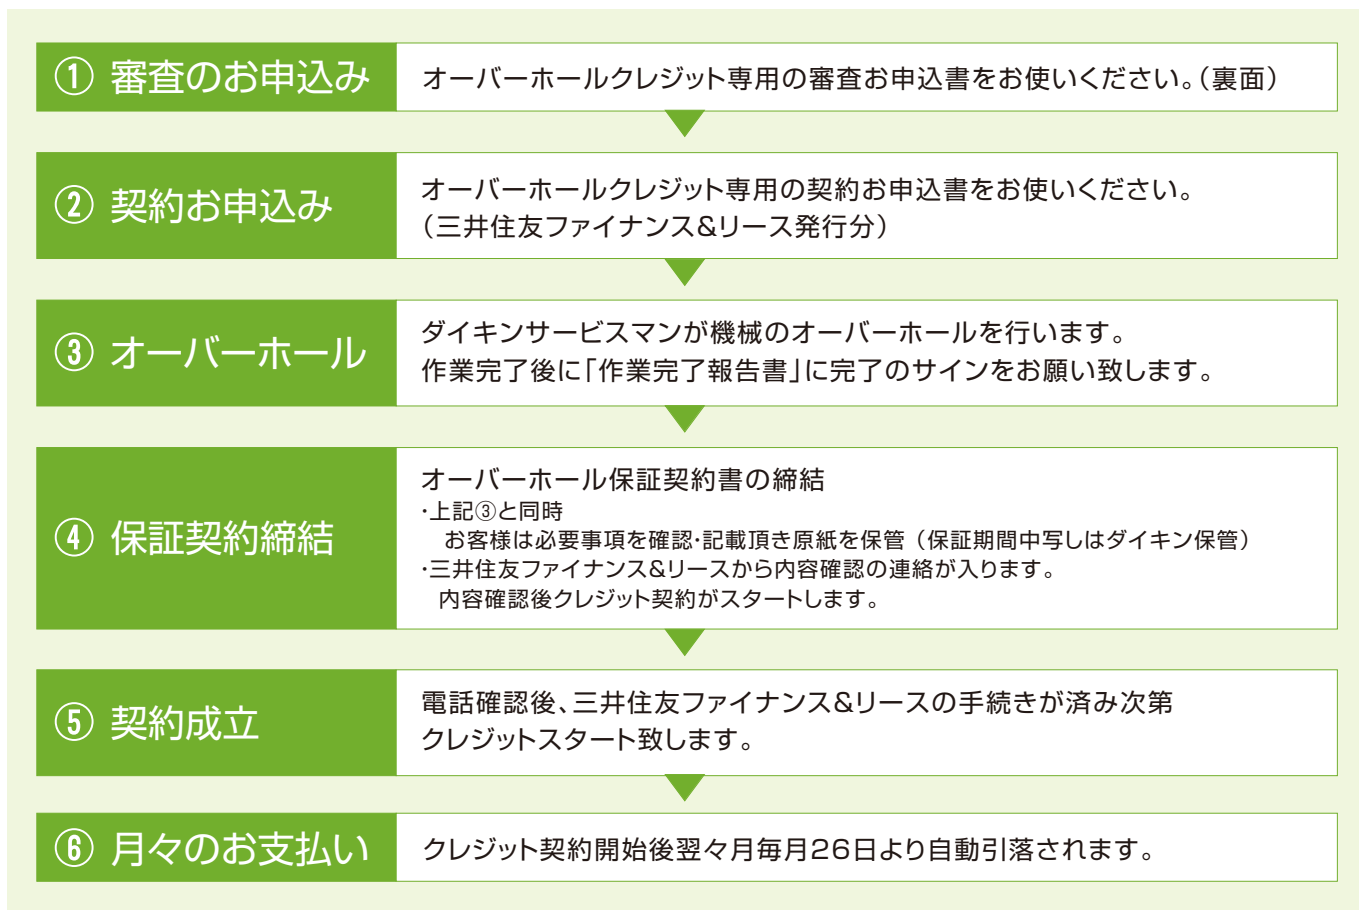 ① 審査のお申込み
オーバーホールクレジット専用の審査お申込書をお使いください。(裏面)
② 契約お申込み
オーバーホールクレジット専用の契約お申込書をお使いください。
(三井住友ファイナンス&リース発行分)
③ オーバーホール
ダイキンサービスマンが機械のオーバーホールを行います。
作業完了後に「作業完了報告書」に完了のサインをお願い致します。
④ 保証契約締結
オーバーホール保証契約書の締結
・上記③と同時
お客様は必要事項を確認・記載頂き原紙を保管(保証期間中写しはダイキン保管)
・三井住友ファイナンス&リースから内容確認の連絡が入ります。
内容確認後クレジット契約がスタートします。
⑤ 契約成立
電話確認後、三井住友ファイナンス&リースの手続きが済み次第
クレジットスタート致します。
⑥ 月々のお支払い
クレジット契約開始後翌々月毎月26日より自動引落されます。